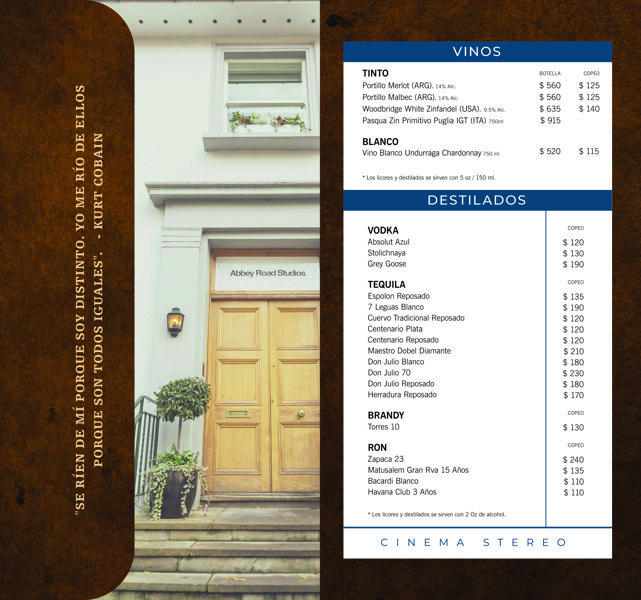 "SE RÍEN DE MÍ PORQUE SOY DISTINTO. YO ME RÍO DE ELLOS
PORQUE SON TODOS IGUALES". - KURT COBAIN
Abbey Road Studios
VINOS
TINTO BOTELLA COPEO
Portillo Merlot (ARG). 14% Alc. $ 560 $ 125
Portillo Malbec (ARG). 14% Alc. $ 560 $ 125
Woodbridge White Zinfandel (USA). 9.5% Alc. $ 635 $ 140
Pasqua Zin Primitivo Puglia IGT (ITA) 750ml $ 915
BLANCO
Vino Blanco Undurraga Chardonnay 750 ml $ 520 $ 115
* Los licores y destilados se sirven con 5 oz / 150 ml.
DESTILADOS
VODKA COPEO
Absolut Azul $ 120
Stolichnaya $ 130
Grey Goose $ 190
TEQUILA COPEO
Espolon Reposado $ 135
7 Leguas Blanco $ 190
Cuervo Tradicional Reposado $ 120
Centenario Plata $ 120
Centenario Reposado $ 120
Maestro Dobel Diamante $ 210
Don Julio Blanco $ 180
Don Julio 70 $ 230
Don Julio Reposado $ 180
Herradura Reposado $ 170
BRANDY COPEO
Torres 10 $ 130
RON COPEO
Zapaca 23 $ 240
Matusalem Gran Rva 15 Años $ 135
Bacardi Blanco $ 110
Havana Club 3 Años $ 110
* Los licores y destilados se sirven con 2 Oz de alcohol.
CINEMA STEREO